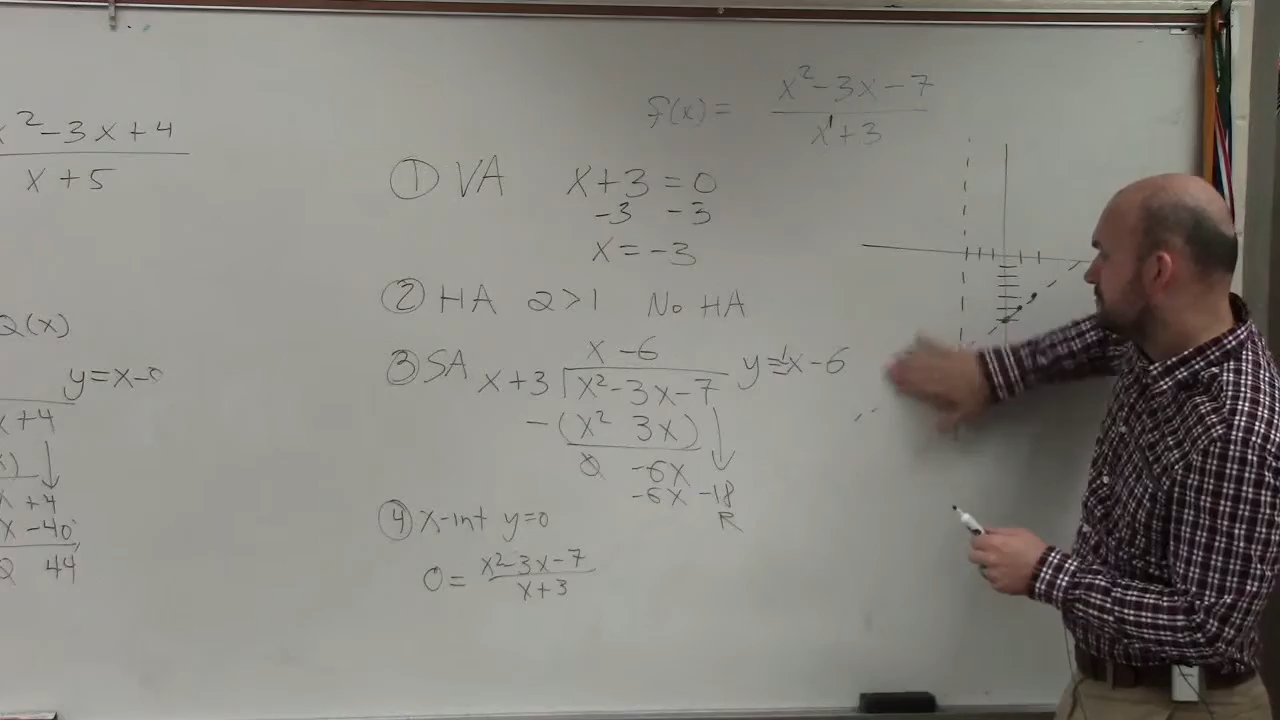 x²-3x+4
x+5
Q(x)
y=x-8
x+4
x)
x +4
x -40
44
f(x) = x²-3x-7
x¹+3
① VA x+3=0
-3 -3
x=-3
② HA 2>1 No HA
③ SA x-6
x+3 x²-3x-7 y=1x-6
-(x² 3x)
0 -6x
-6x -18
R
④ x-int y=0
0= x²-3x-7
x+3